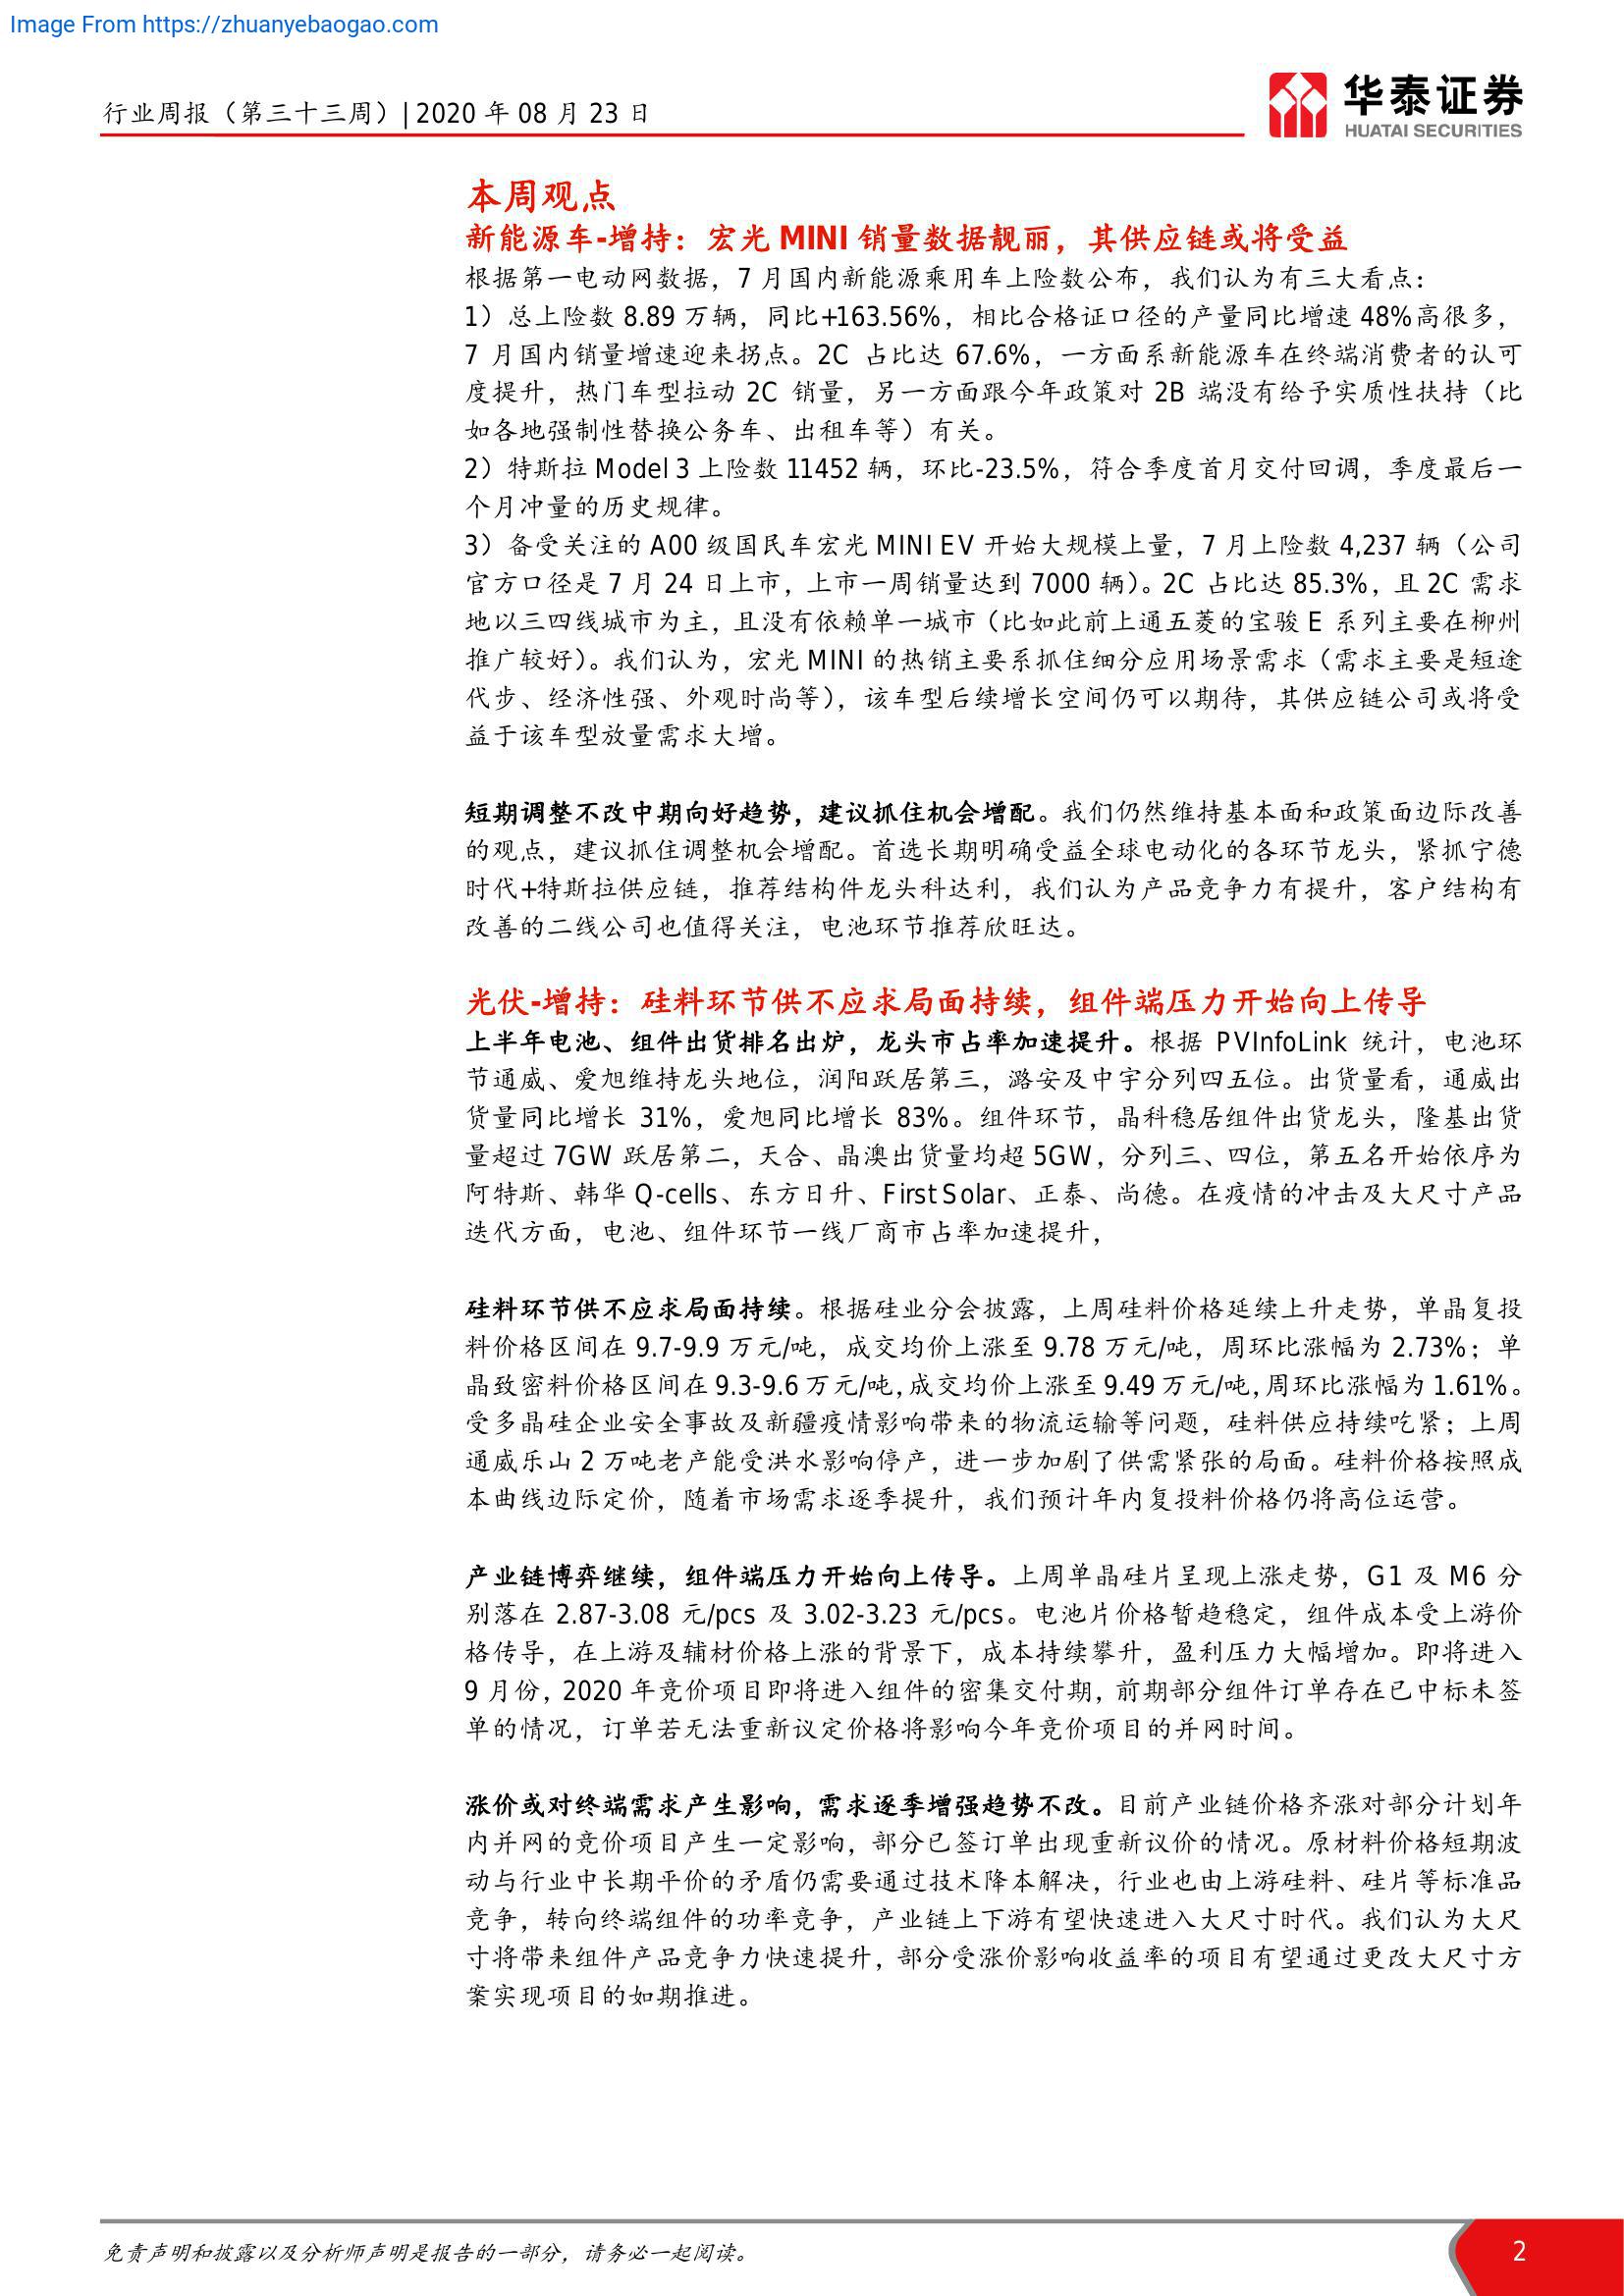 Image From https://zhuanyebaogao.com
行业周报（第三十三周）| 2020 年 08 月 23 日
华泰证券
HUATAI SECURITIES
本周观点
新能源车-增持：宏光 MINI 销量数据靓丽，其供应链或将受益
根据第一电动网数据，7 月国内新能源乘用车上险数公布，我们认为有三大看点：
1）总上险数 8.89 万辆，同比+163.56%，相比合格证口径的产量同比增速 48%高很多，
7 月国内销量增速迎来拐点。2C 占比达 67.6%，一方面系新能源车在终端消费者的认可
度提升，热门车型拉动 2C 销量，另一方面跟今年政策对 2B 端没有给予实质性扶持（比
如各地强制性替换公务车、出租车等）有关。
2）特斯拉 Model 3 上险数 11452 辆，环比-23.5%，符合季度首月交付回调，季度最后一
个月冲量的历史规律。
3）备受关注的 A00 级国民车宏光 MINI EV 开始大规模上量，7 月上险数 4,237 辆（公司
官方口径是 7 月 24 日上市，上市一周销量达到 7000 辆）。2C 占比达 85.3%，且 2C 需求
地以三四线城市为主，且没有依赖单一城市（比如此前上通五菱的宝骏 E 系列主要在柳州
推广较好）。我们认为，宏光 MINI 的热销主要系抓住细分应用场景需求（需求主要是短途
代步、经济性强、外观时尚等），该车型后续增长空间仍可以期待，其供应链公司或将受
益于该车型放量需求大增。
短期调整不改中期向好趋势，建议抓住机会增配。我们仍然维持基本面和政策面边际改善
的观点，建议抓住调整机会增配。首选长期明确受益全球电动化的各环节龙头，紧抓宁德
时代+特斯拉供应链，推荐结构件龙头科达利，我们认为产品竞争力有提升，客户结构有
改善的二线公司也值得关注，电池环节推荐欣旺达。
光伏-增持：硅料环节供不应求局面持续，组件端压力开始向上传导
上半年电池、组件出货排名出炉，龙头市占率加速提升。根据 PVInfoLink 统计，电池环
节通威、爱旭维持龙头地位，润阳跃居第三，潞安及中宇分列四五位。出货量看，通威出
货量同比增长 31%，爱旭同比增长 83%。组件环节，晶科稳居组件出货龙头，隆基出货
量超过 7GW 跃居第二，天合、晶澳出货量均超 5GW，分列三、四位，第五名开始依序为
阿特斯、韩华 Q-cells、东方日升、First Solar、正泰、尚德。在疫情的冲击及大尺寸产品
迭代方面，电池、组件环节一线厂商市占率加速提升，
硅料环节供不应求局面持续。根据硅业分会披露，上周硅料价格延续上升走势，单晶复投
料价格区间在 9.7-9.9 万元/吨，成交均价上涨至 9.78 万元/吨，周环比涨幅为 2.73%；单
晶致密料价格区间在 9.3-9.6 万元/吨，成交均价上涨至 9.49 万元/吨，周环比涨幅为 1.61%。
受多晶硅企业安全事故及新疆疫情影响带来的物流运输等问题，硅料供应持续吃紧；上周
通威乐山 2 万吨老产能受洪水影响停产，进一步加剧了供需紧张的局面。硅料价格按照成
本曲线边际定价，随着市场需求逐季提升，我们预计年内复投料价格仍将高位运营。
产业链博弈继续，组件端压力开始向上传导。上周单晶硅片呈现上涨走势，G1 及 M6 分
别落在 2.87-3.08 元/pcs 及 3.02-3.23 元/pcs。电池片价格暂趋稳定，组件成本受上游价
格传导，在上游及辅材价格上涨的背景下，成本持续攀升，盈利压力大幅增加。即将进入
9 月份，2020 年竞价项目即将进入组件的密集交付期，前期部分组件订单存在已中标未签
单的情况，订单若无法重新议定价格将影响今年竞价项目的并网时间。
涨价或对终端需求产生影响，需求逐季增强趋势不改。目前产业链价格齐涨对部分计划年
内并网的竞价项目产生一定影响，部分已签订单出现重新议价的情况。原材料价格短期波
动与行业中长期平价的矛盾仍需要通过技术降本解决，行业也由上游硅料、硅片等标准品
竞争，转向终端组件的功率竞争，产业链上下游有望快速进入大尺寸时代。我们认为大尺
寸将带来组件产品竞争力快速提升，部分受涨价影响收益率的项目有望通过更改大尺寸方
案实现项目的如期推进。
免责声明和披露以及分析师声明是报告的一部分，请务必一起阅读。
2